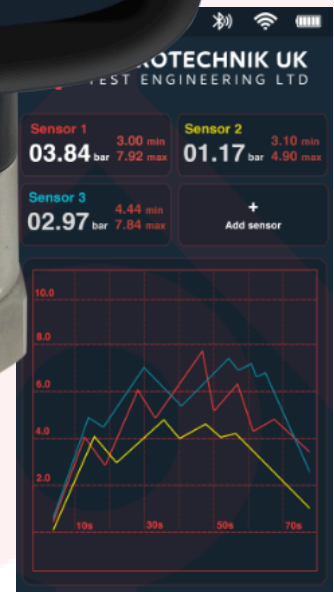 ROTECHNIK UK
TEST ENGINEERING LTD
Sensor 1
03.84 bar
3.00 min
7.92 max
Sensor 2
01.17 bar
3.10 min
4.90 max
Sensor 3
02.97 bar
4.44 min
7.84 max
+
Add sensor
10.0
8.0
6.0
4.0
2.0
10s
30s
50s
70s